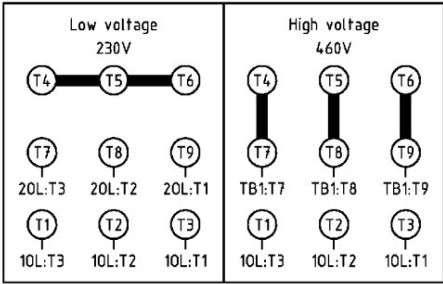 Low voltage
230V
T4 T5 T6
T7 T8 T9
20L:T3 20L:T2 20L:T1
T1 T2 T3
10L:T3 10L:T2 10L:T1
High voltage
460V
T4 T5 T6
T7 T8 T9
TB1:T7 TB1:T8 TB1:T9
T1 T2 T3
10L:T3 10L:T2 10L:T1